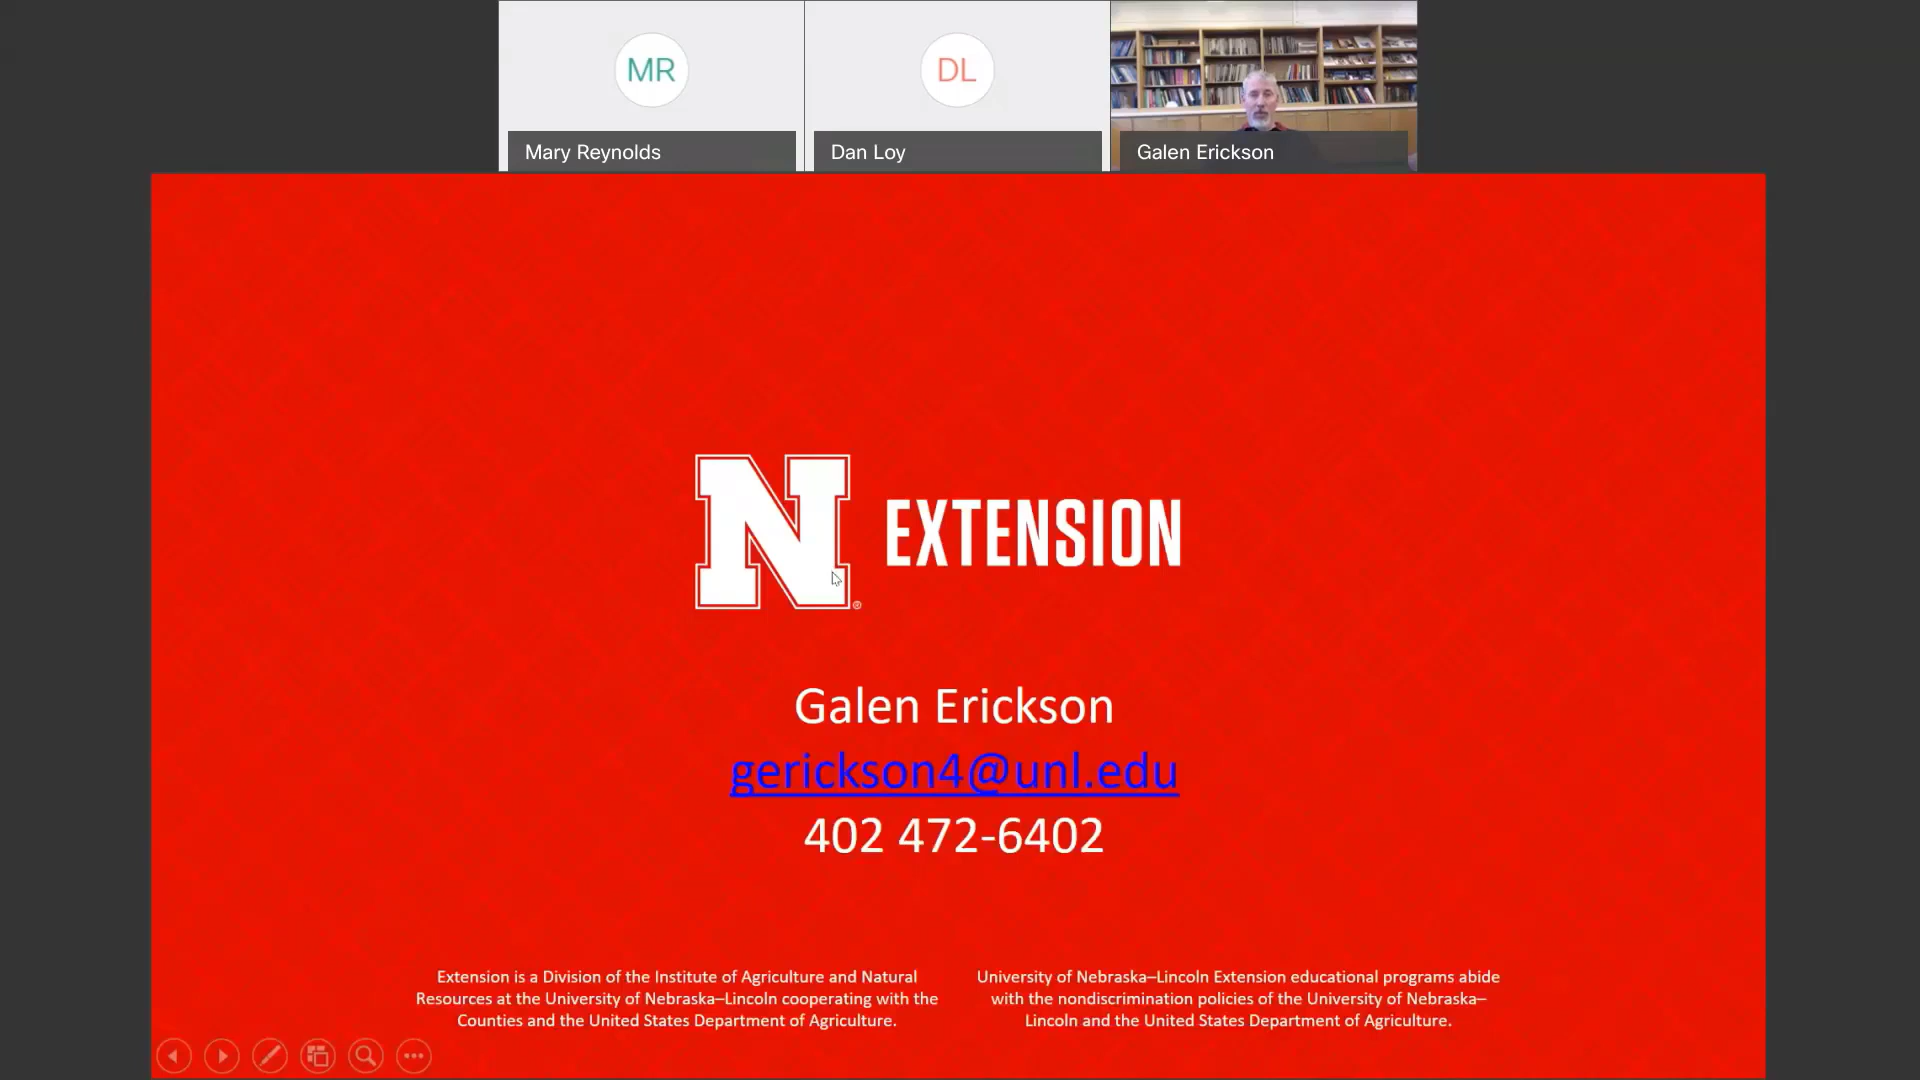 MR
DL
Mary Reynolds
Dan Loy
Galen Erickson
N®
EXTENSION
Galen Erickson
gerickson4@unl.edu
402 472-6402
Extension is a Division of the Institute of Agriculture and Natural
Resources at the University of Nebraska–Lincoln cooperating with the
Counties and the United States Department of Agriculture.
University of Nebraska–Lincoln Extension educational programs abide
with the nondiscrimination policies of the University of Nebraska–
Lincoln and the United States Department of Agriculture.